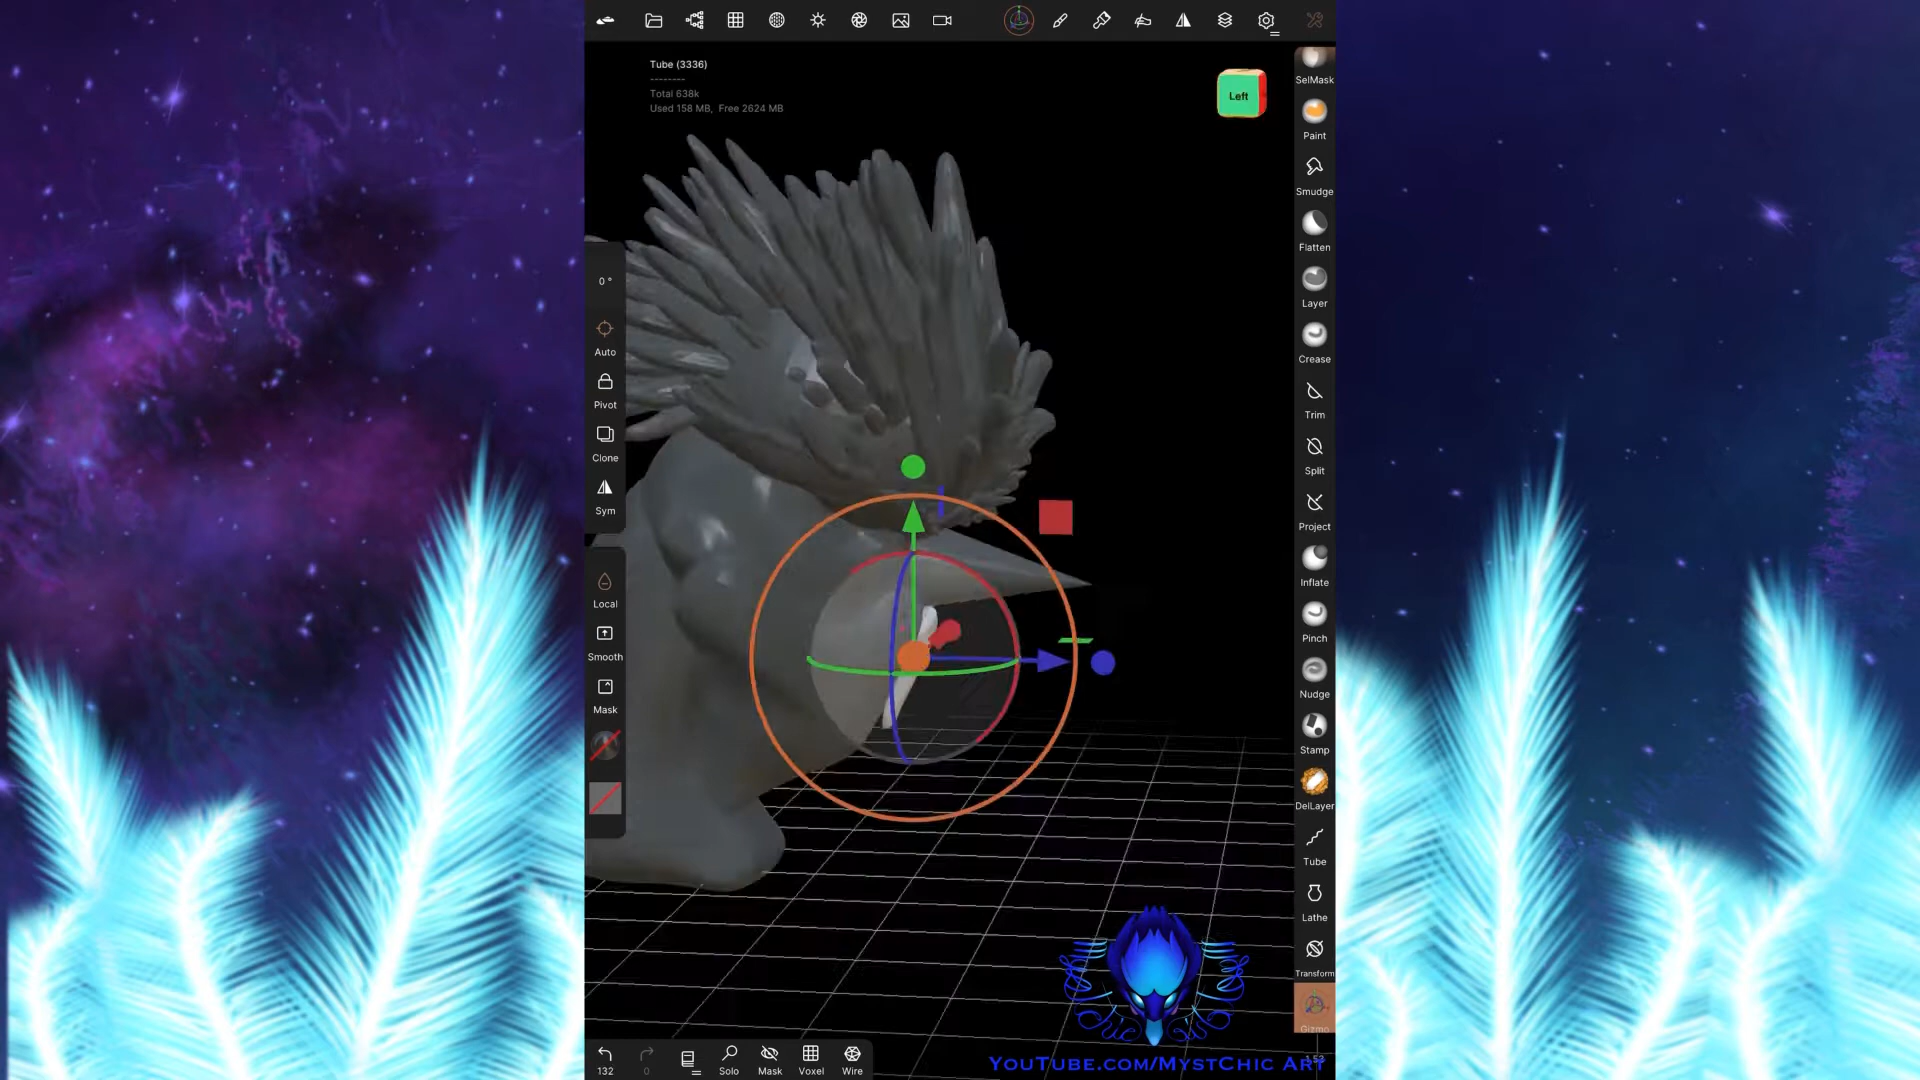 Tube (3336)
--------
Total 638k
Used 158 MB, Free 2624 MB
Left
0 °
Auto
Pivot
Clone
Sym
Local
Smooth
Mask
SelMask
Paint
Smudge
Flatten
Layer
Crease
Trim
Split
Project
Inflate
Pinch
Nudge
Stamp
DelLayer
Tube
Lathe
Transform
Gizmo
132
0
Solo
Mask
Voxel
Wire
YouTube.com/MystChic Art